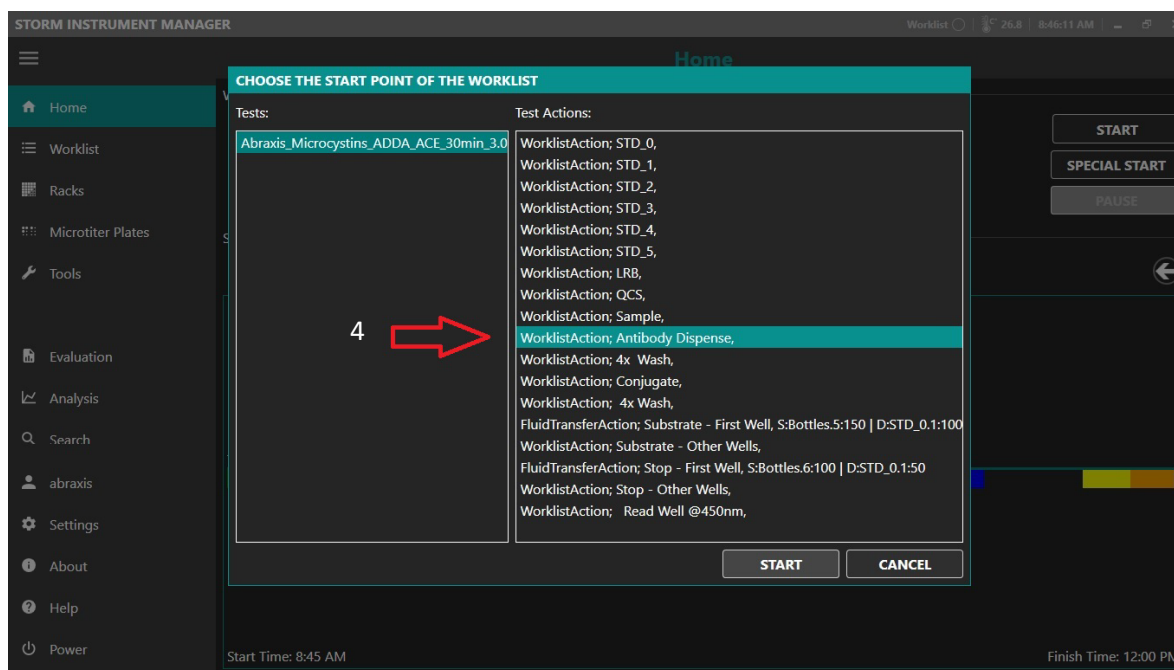 STORM INSTRUMENT MANAGER
Worklist
C° 26.8
8:46:11 AM
Home
Home
Worklist
Racks
Microtiter Plates
Tools
Evaluation
Analysis
Search
abraxis
Settings
About
Help
Power
CHOOSE THE START POINT OF THE WORKLIST
Tests:
Abraxis_Microcystins_ADDA_ACE_30min_3.0
4
Test Actions:
WorklistAction; STD_0,
WorklistAction; STD_1,
WorklistAction; STD_2,
WorklistAction; STD_3,
WorklistAction; STD_4,
WorklistAction; STD_5,
WorklistAction; LRB,
WorklistAction; QCS,
WorklistAction; Sample,
WorklistAction; Antibody Dispense,
WorklistAction; 4x  Wash,
WorklistAction; Conjugate,
WorklistAction;  4x Wash,
FluidTransferAction; Substrate - First Well, S:Bottles.5:150 | D:STD_0.1:100
WorklistAction; Substrate - Other Wells,
FluidTransferAction; Stop - First Well, S:Bottles.6:100 | D:STD_0.1:50
WorklistAction; Stop - Other Wells,
WorklistAction;   Read Well @450nm,
START
CANCEL
START
SPECIAL START
PAUSE
Start Time: 8:45 AM
Finish Time: 12:00 PM